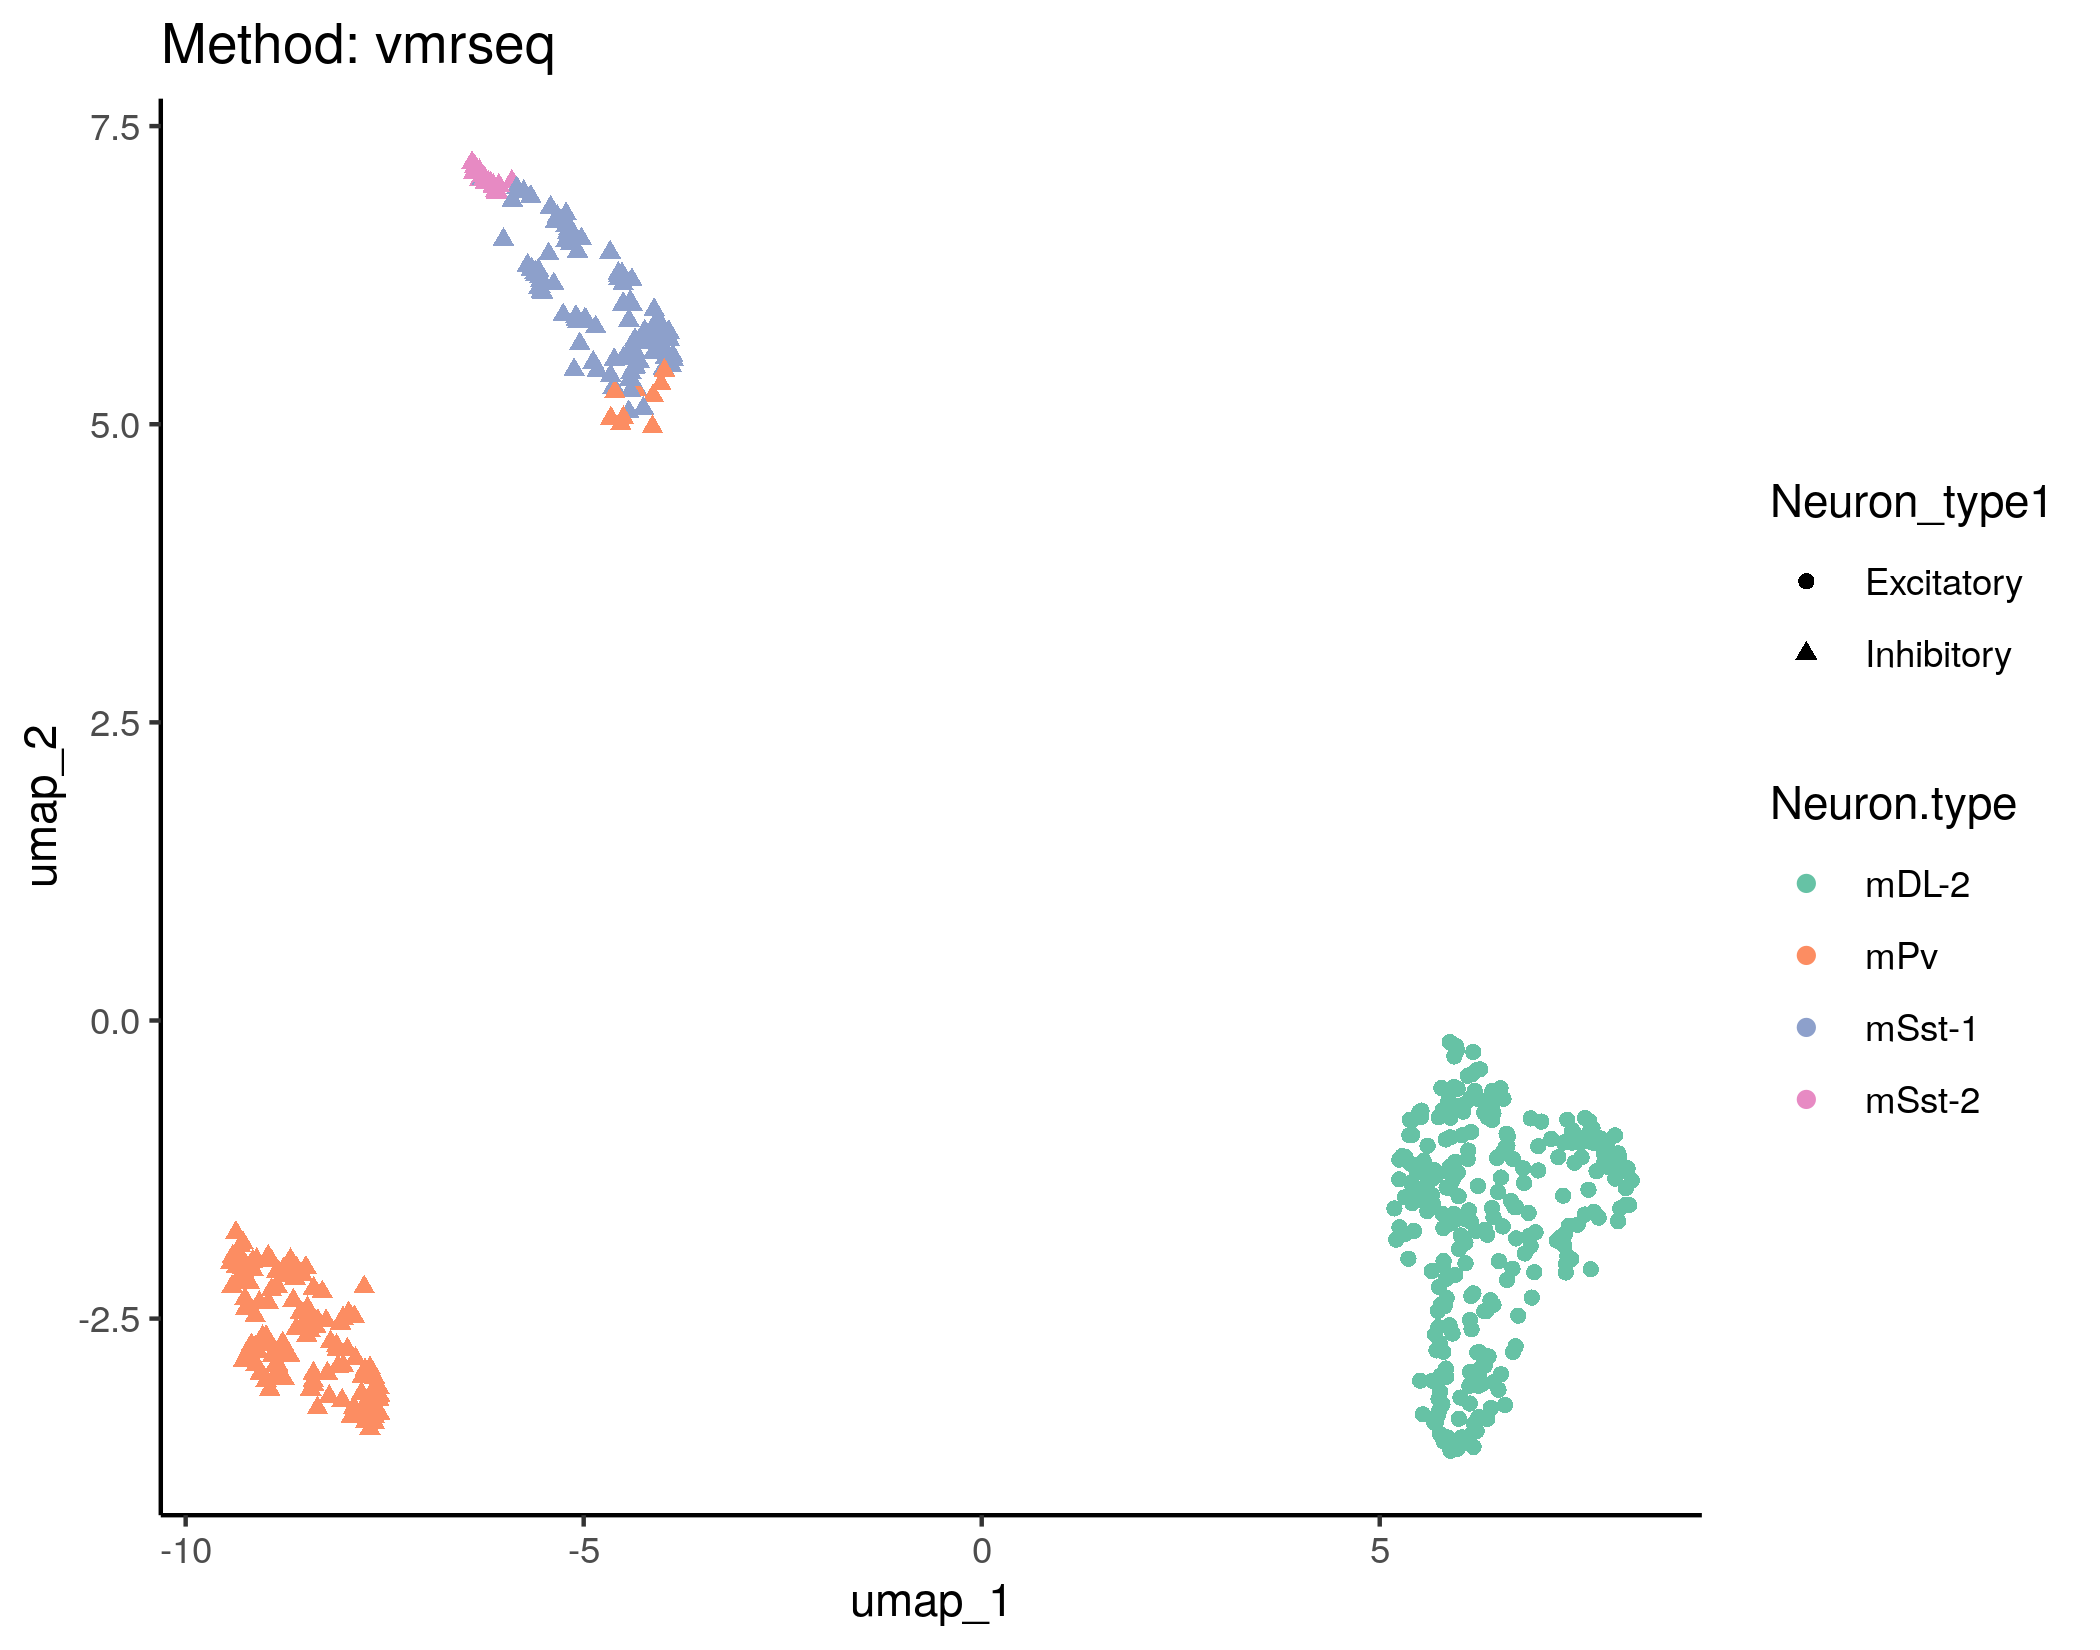 Method: vmrseq
7.5
5.0
2.5
0.0
-2.5
umap_2
-10
-5
0
5
umap_1
Neuron_type1
Excitatory
Inhibitory
Neuron.type
mDL-2
mPv
mSst-1
mSst-2